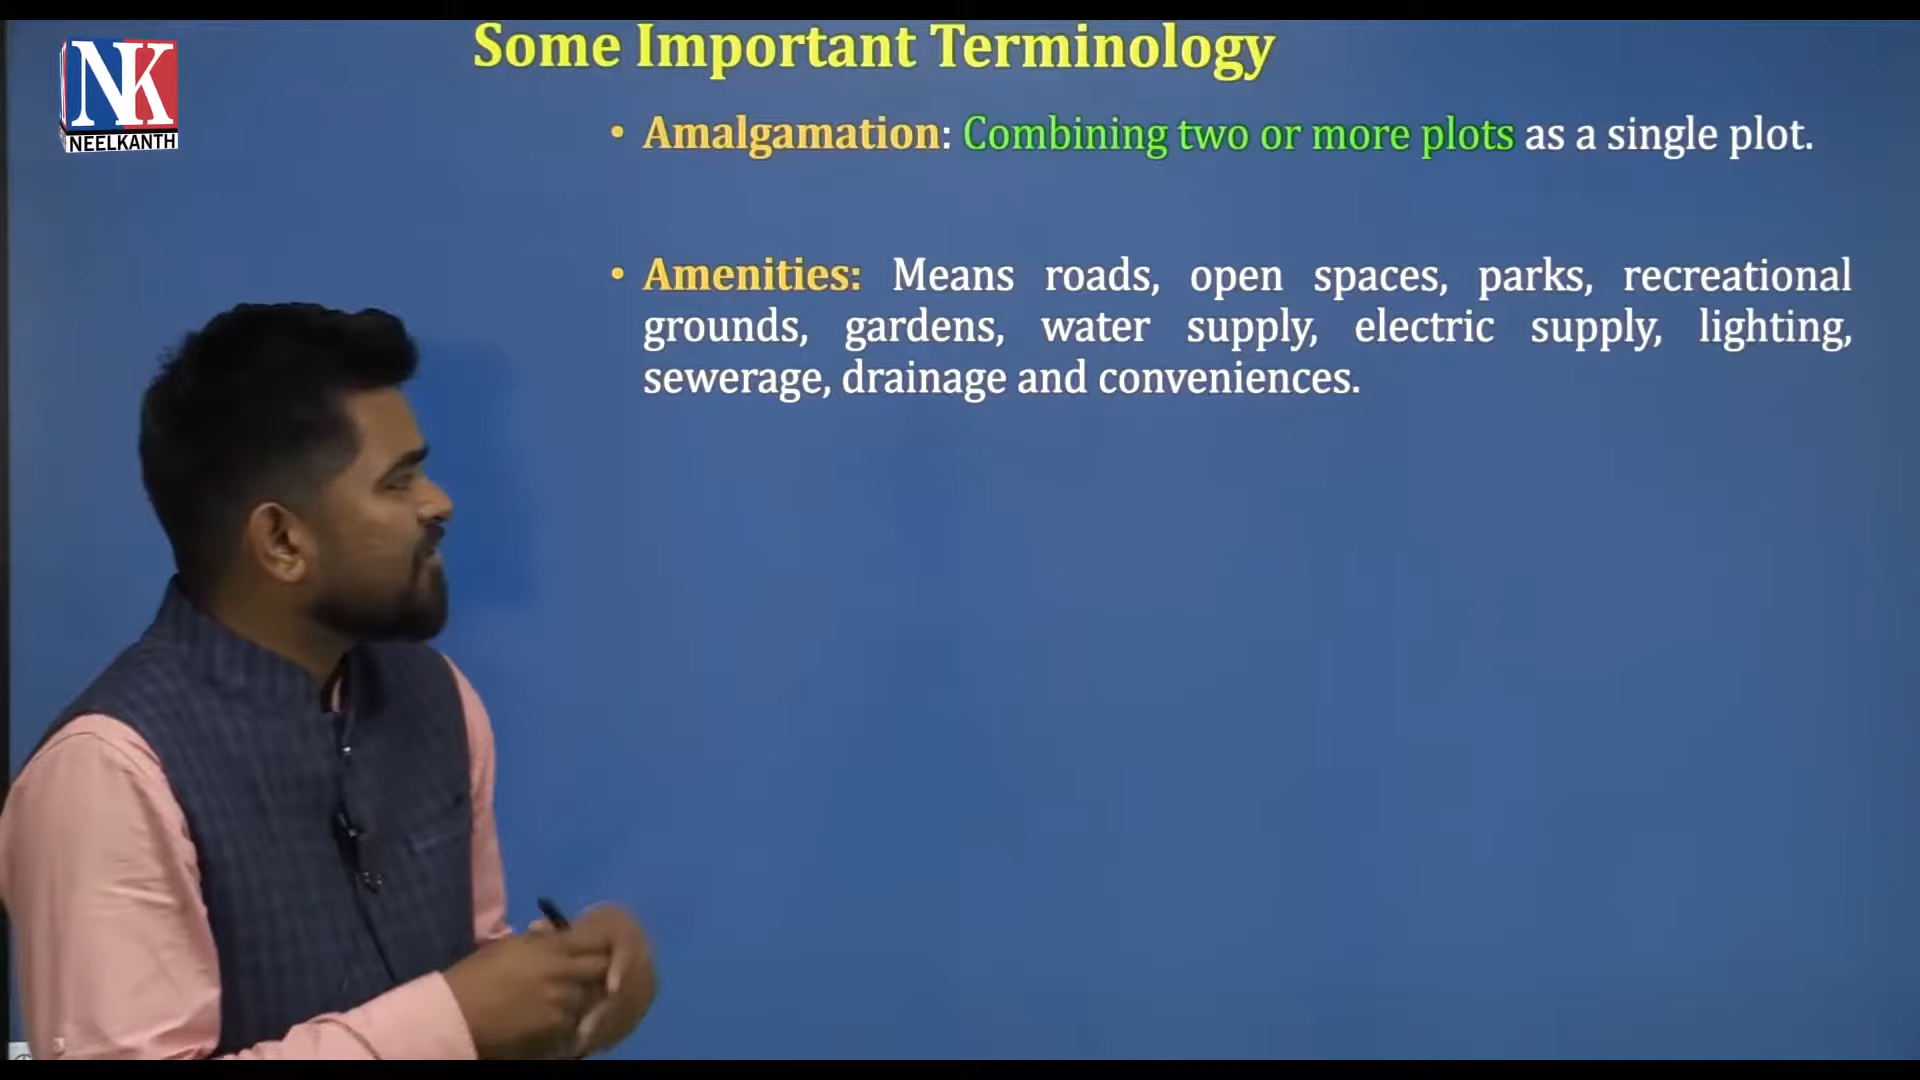 Some Important Terminology
NK
NEELKANTH
• Amalgamation: Combining two or more plots as a single plot.
• Amenities: Means roads, open spaces, parks, recreational
grounds, gardens, water supply, electric supply, lighting,
sewerage, drainage and conveniences.